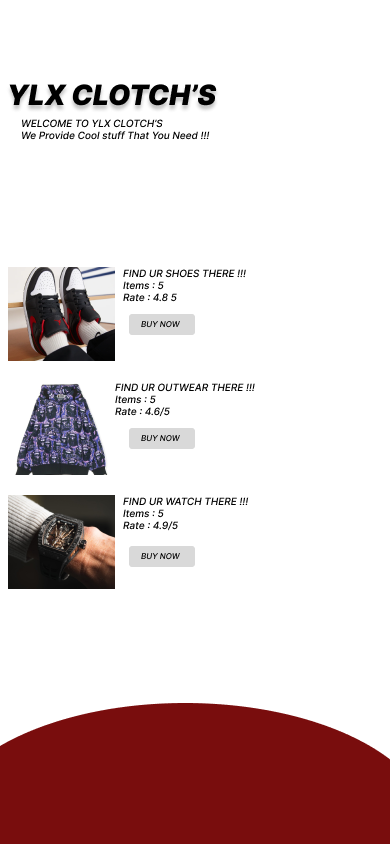 YLX CLOTCH'S
WELCOME TO YLX CLOTCH'S
We Provide Cool stuff That You Need !!!
FIND UR SHOES THERE !!!
Items : 5
Rate : 4.8 5
BUY NOW
FIND UR OUTWEAR THERE !!!
Items : 5
Rate : 4.6/5
BUY NOW
FIND UR WATCH THERE !!!
Items : 5
Rate : 4.9/5
BUY NOW